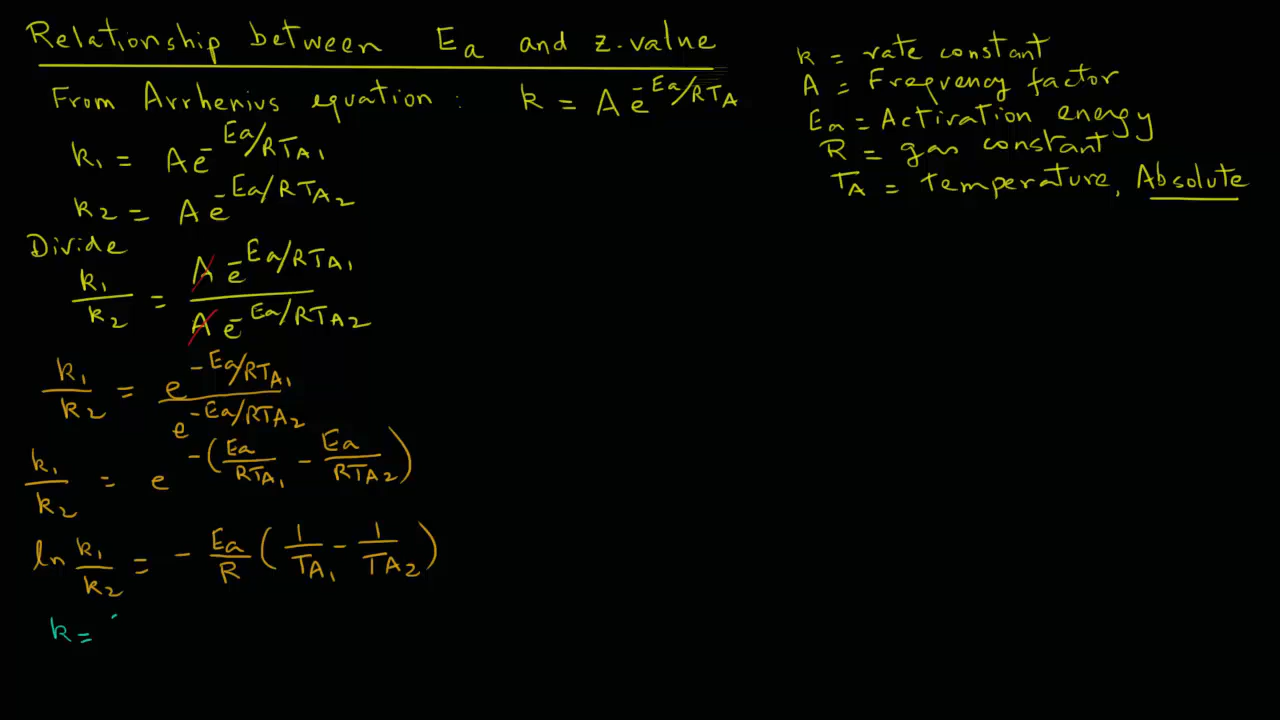 Relationship between Ea and z-value
From Arrhenius equation : k = A e^-Ea/RTA
k1 = A e^-Ea/RTA1
k2 = A e^-Ea/RTA2
Divide
k1/k2 = A e^-Ea/RTA1 / A e^-Ea/RTA2
k1/k2 = e^-Ea/RTA1 / e^-Ea/RTA2
k1/k2 = e^-(Ea/RTA1 - Ea/RTA2)
ln k1/k2 = - Ea/R (1/TA1 - 1/TA2)
k =
k = rate constant
A = Frequency factor
Ea = Activation energy
R = gas constant
TA = Temperature, Absolute